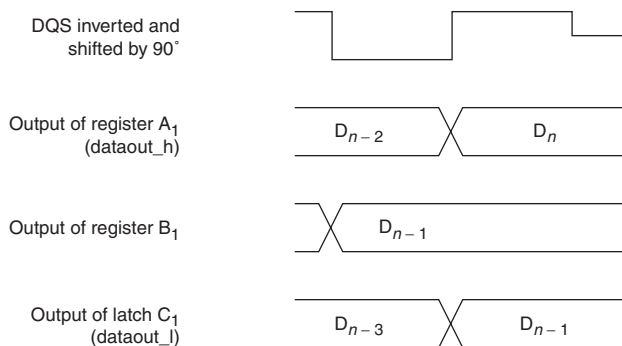 DQS inverted and
shifted by 90˚
Output of register A1
(dataout_h)
Dn – 2
Dn
Output of register B1
Dn – 1
Output of latch C1
(dataout_l)
Dn – 3
Dn – 1